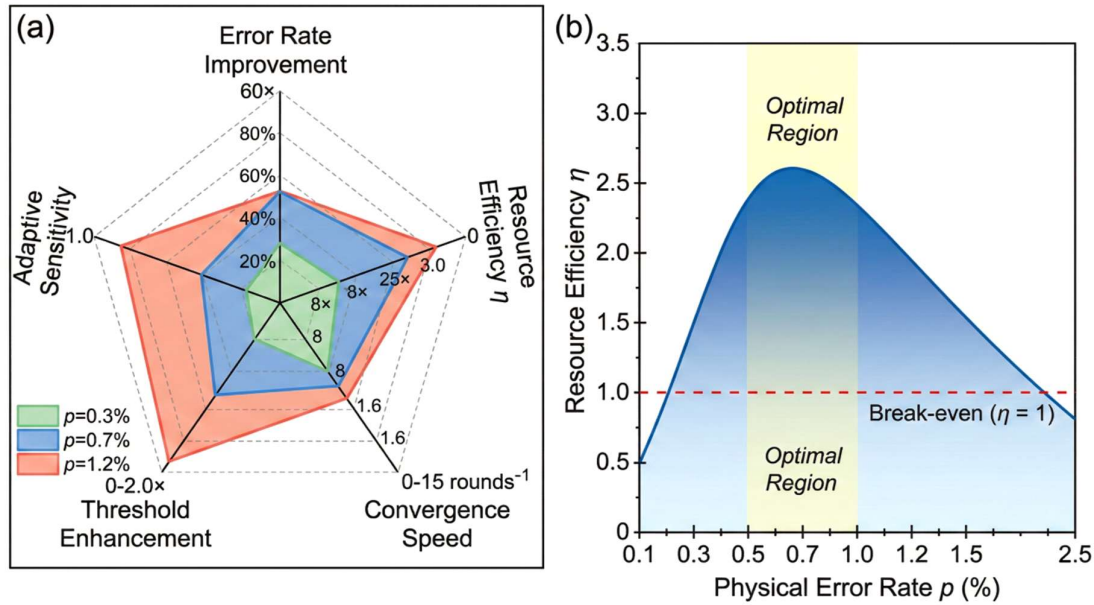 (a)
Error Rate
Improvement
60×
80%
60%
40%
20%
Adaptive
Sensitivity
1.0
Resource
Efficiency η
0
3.0
25×
8×
8×
8
8
1.6
1.6
p=0.3%
p=0.7%
p=1.2%
0-2.0×
Threshold
Enhancement
0-15 rounds⁻¹
Convergence
Speed
(b)
Resource Efficiency η
3.5
3.0
2.5
2.0
1.5
1.0
0.5
0
Optimal
Region
Break-even (η = 1)
Optimal
Region
0.1 0.3 0.5 0.7 1.0 1.2 1.5 2.5
Physical Error Rate p (%)